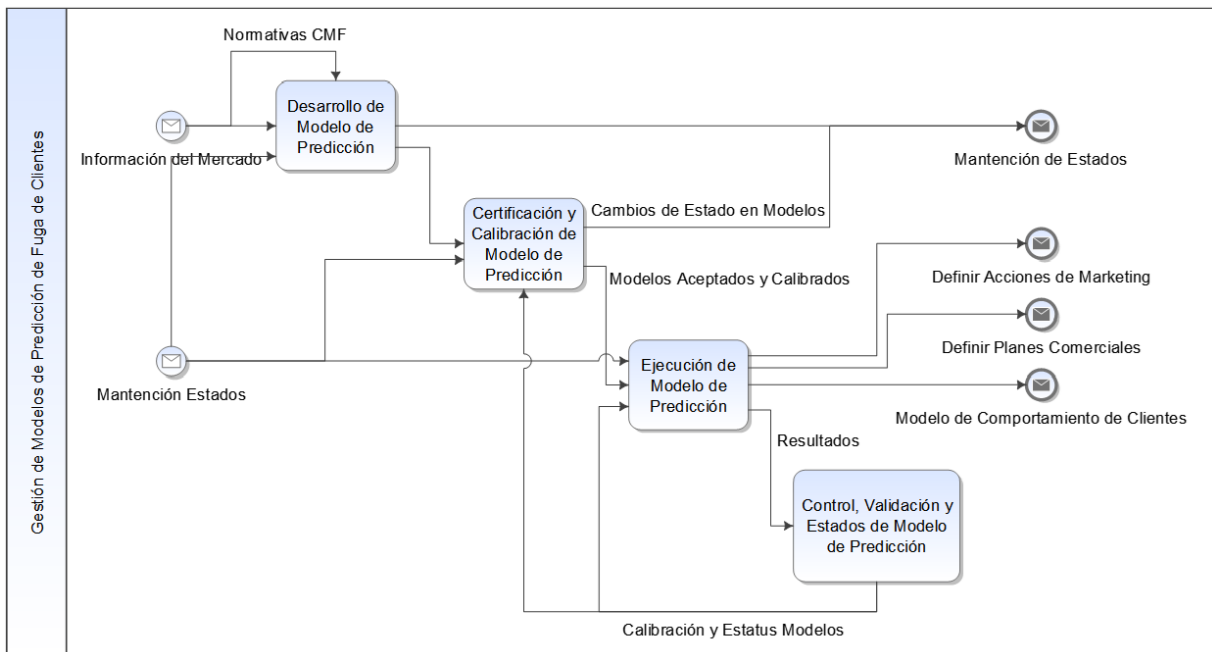 Gestión de Modelos de Predicción de Fuga de Clientes
Normativas CMF
Desarrollo de
Modelo de
Predicción
Información del Mercado
Mantención de Estados
Certificación y
Calibración de
Modelo de
Predicción
Cambios de Estado en Modelos
Modelos Aceptados y Calibrados
Definir Acciones de Marketing
Definir Planes Comerciales
Mantención Estados
Ejecución de
Modelo de
Predicción
Modelo de Comportamiento de Clientes
Resultados
Control, Validación y
Estados de Modelo
de Predicción
Calibración y Estatus Modelos